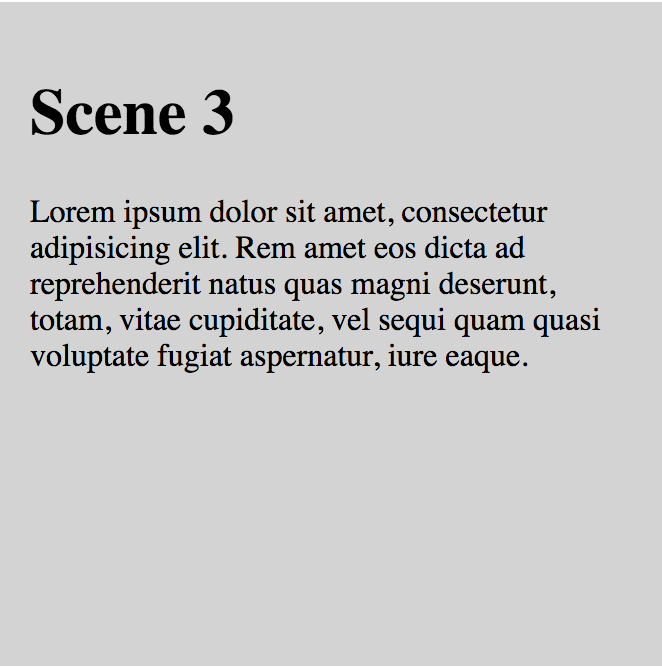 Scene 3
Lorem ipsum dolor sit amet, consectetur
adipisicing elit. Rem amet eos dicta ad
reprehenderit natus quas magni deserunt,
totam, vitae cupiditate, vel sequi quam quasi
voluptate fugiat aspernatur, iure eaque.